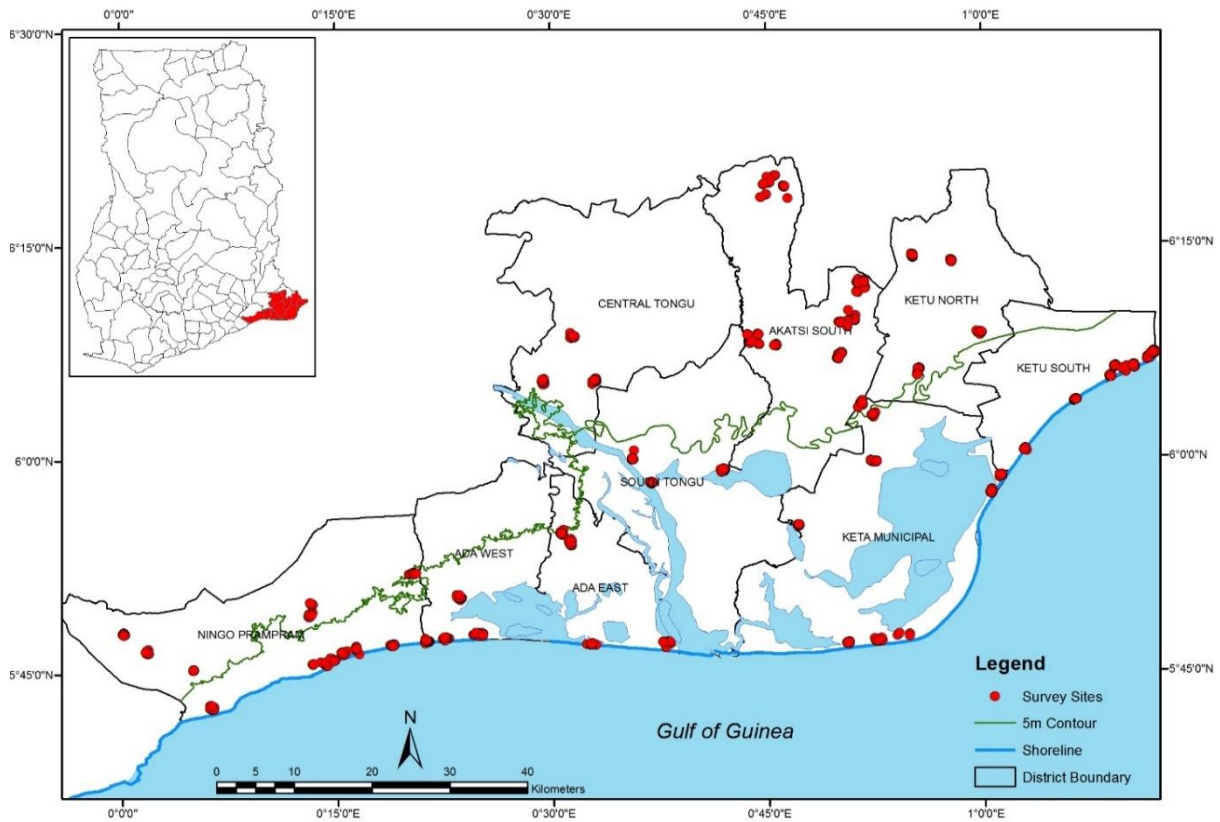 0°0'0" 0°15'0"E 0°30'0"E 0°45'0"E 1°0'0"E
6°30'0"N
6°15'0"N 6°15'0"N
CENTRAL TONGU
KETU NORTH
AKATSI SOUTH
KETU SOUTH
6°0'0"N 6°0'0"N
SOUTH TONGU
KETA MUNICIPAL
ADA WEST
ADA EAST
NINGO PRAMPRAM
5°45'0"N 5°45'0"N
Legend
Survey Sites
5m Contour
Shoreline
District Boundary
Gulf of Guinea
N
0 5 10 20 30 40
Kilometers
0°0'0" 0°15'0"E 0°30'0"E 0°45'0"E 1°0'0"E